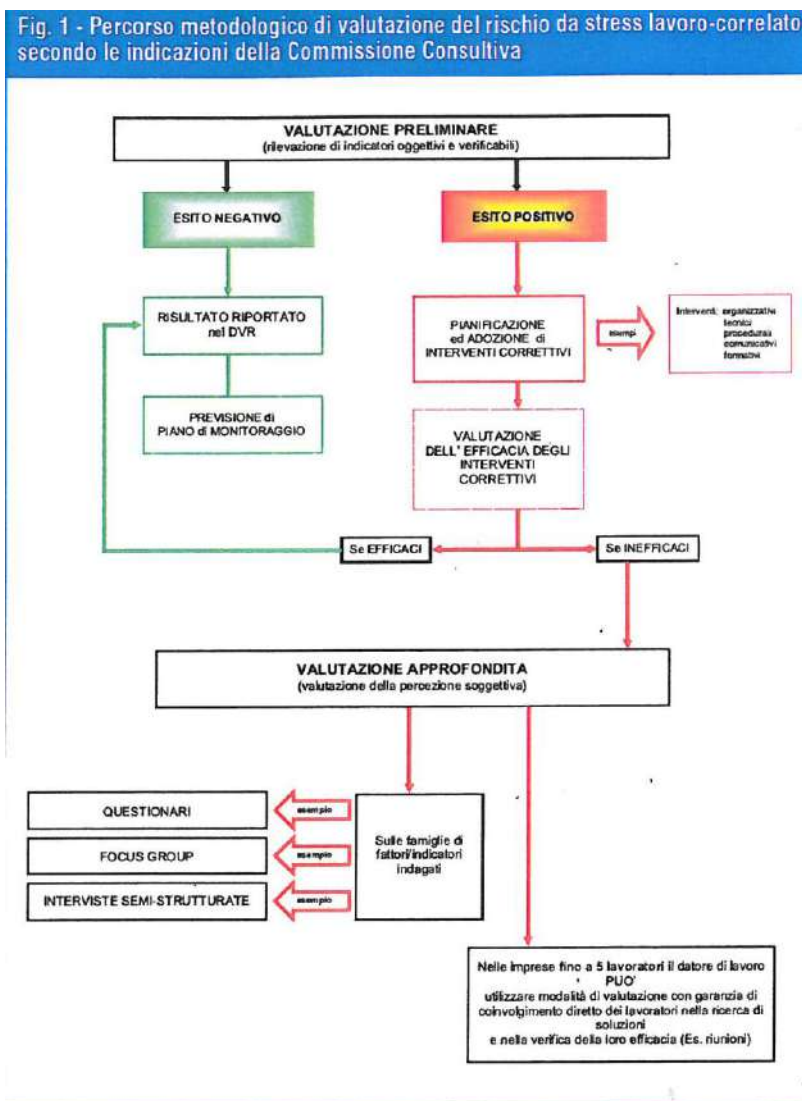 Fig. 1 - Percorso metodologico di valutazione del rischio da stress lavoro-correlato
secondo le indicazioni della Commissione Consultiva
VALUTAZIONE PRELIMINARE
(rilevazione di indicatori oggettivi e verificabili)
ESITO NEGATIVO
ESITO POSITIVO
RISULTATO RIPORTATO
nel DVR
PIANIFICAZIONE
ed ADOZIONE di
INTERVENTI CORRETTIVI
esempi
Interventi: organizzativi
tecnici
procedurali
comunicativi
formativi
PREVISIONE di
PIANO di MONITORAGGIO
VALUTAZIONE
DELL' EFFICACIA DEGLI
INTERVENTI
CORRETTIVI
Se EFFICACI
Se INEFFICACI
VALUTAZIONE APPROFONDITA
(valutazione della percezione soggettiva)
QUESTIONARI
esempio
FOCUS GROUP
esempio
INTERVISTE SEMI-STRUTTURATE
esempio
Sulle famiglie di
fattori/indicatori
indagati
Nelle imprese fino a 5 lavoratori il datore di lavoro
PUO'
utilizzare modalità di valutazione con garanzia di
coinvolgimento diretto dei lavoratori nella ricerca di
soluzioni
e nella verifica della loro efficacia (Es. riunioni)